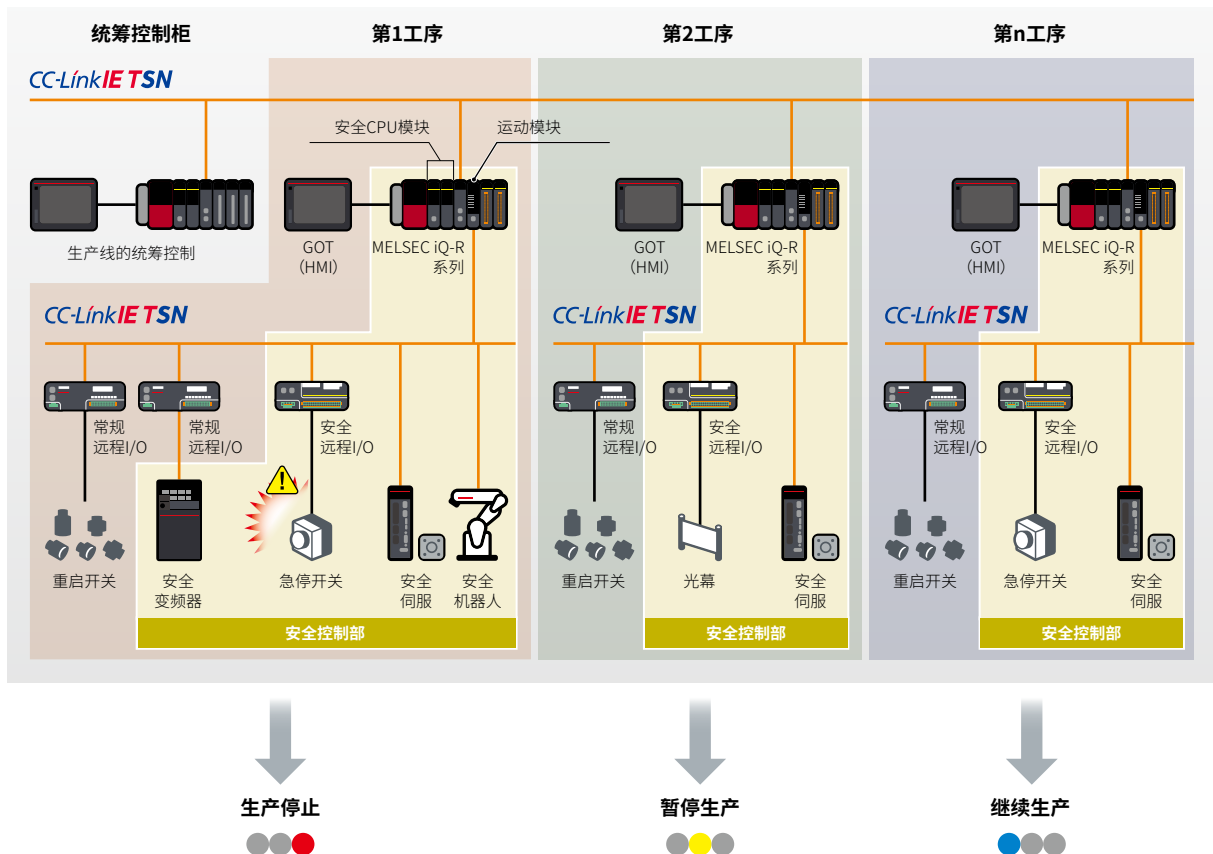 统筹控制柜
第1工序
第2工序
第n工序
CC-Link IE TSN
安全CPU模块
运动模块
生产线的统筹控制
GOT
（HMI）
MELSEC iQ-R
系列
GOT
（HMI）
MELSEC iQ-R
系列
GOT
（HMI）
MELSEC iQ-R
系列
CC-Link IE TSN
CC-Link IE TSN
CC-Link IE TSN
常规
远程I/O
常规
远程I/O
安全
远程I/O
常规
远程I/O
安全
远程I/O
常规
远程I/O
安全
远程I/O
!
重启开关
安全
变频器
急停开关
安全
伺服
安全
机器人
重启开关
光幕
安全
伺服
重启开关
急停开关
安全
伺服
安全控制部
安全控制部
安全控制部
生产停止
暂停生产
继续生产